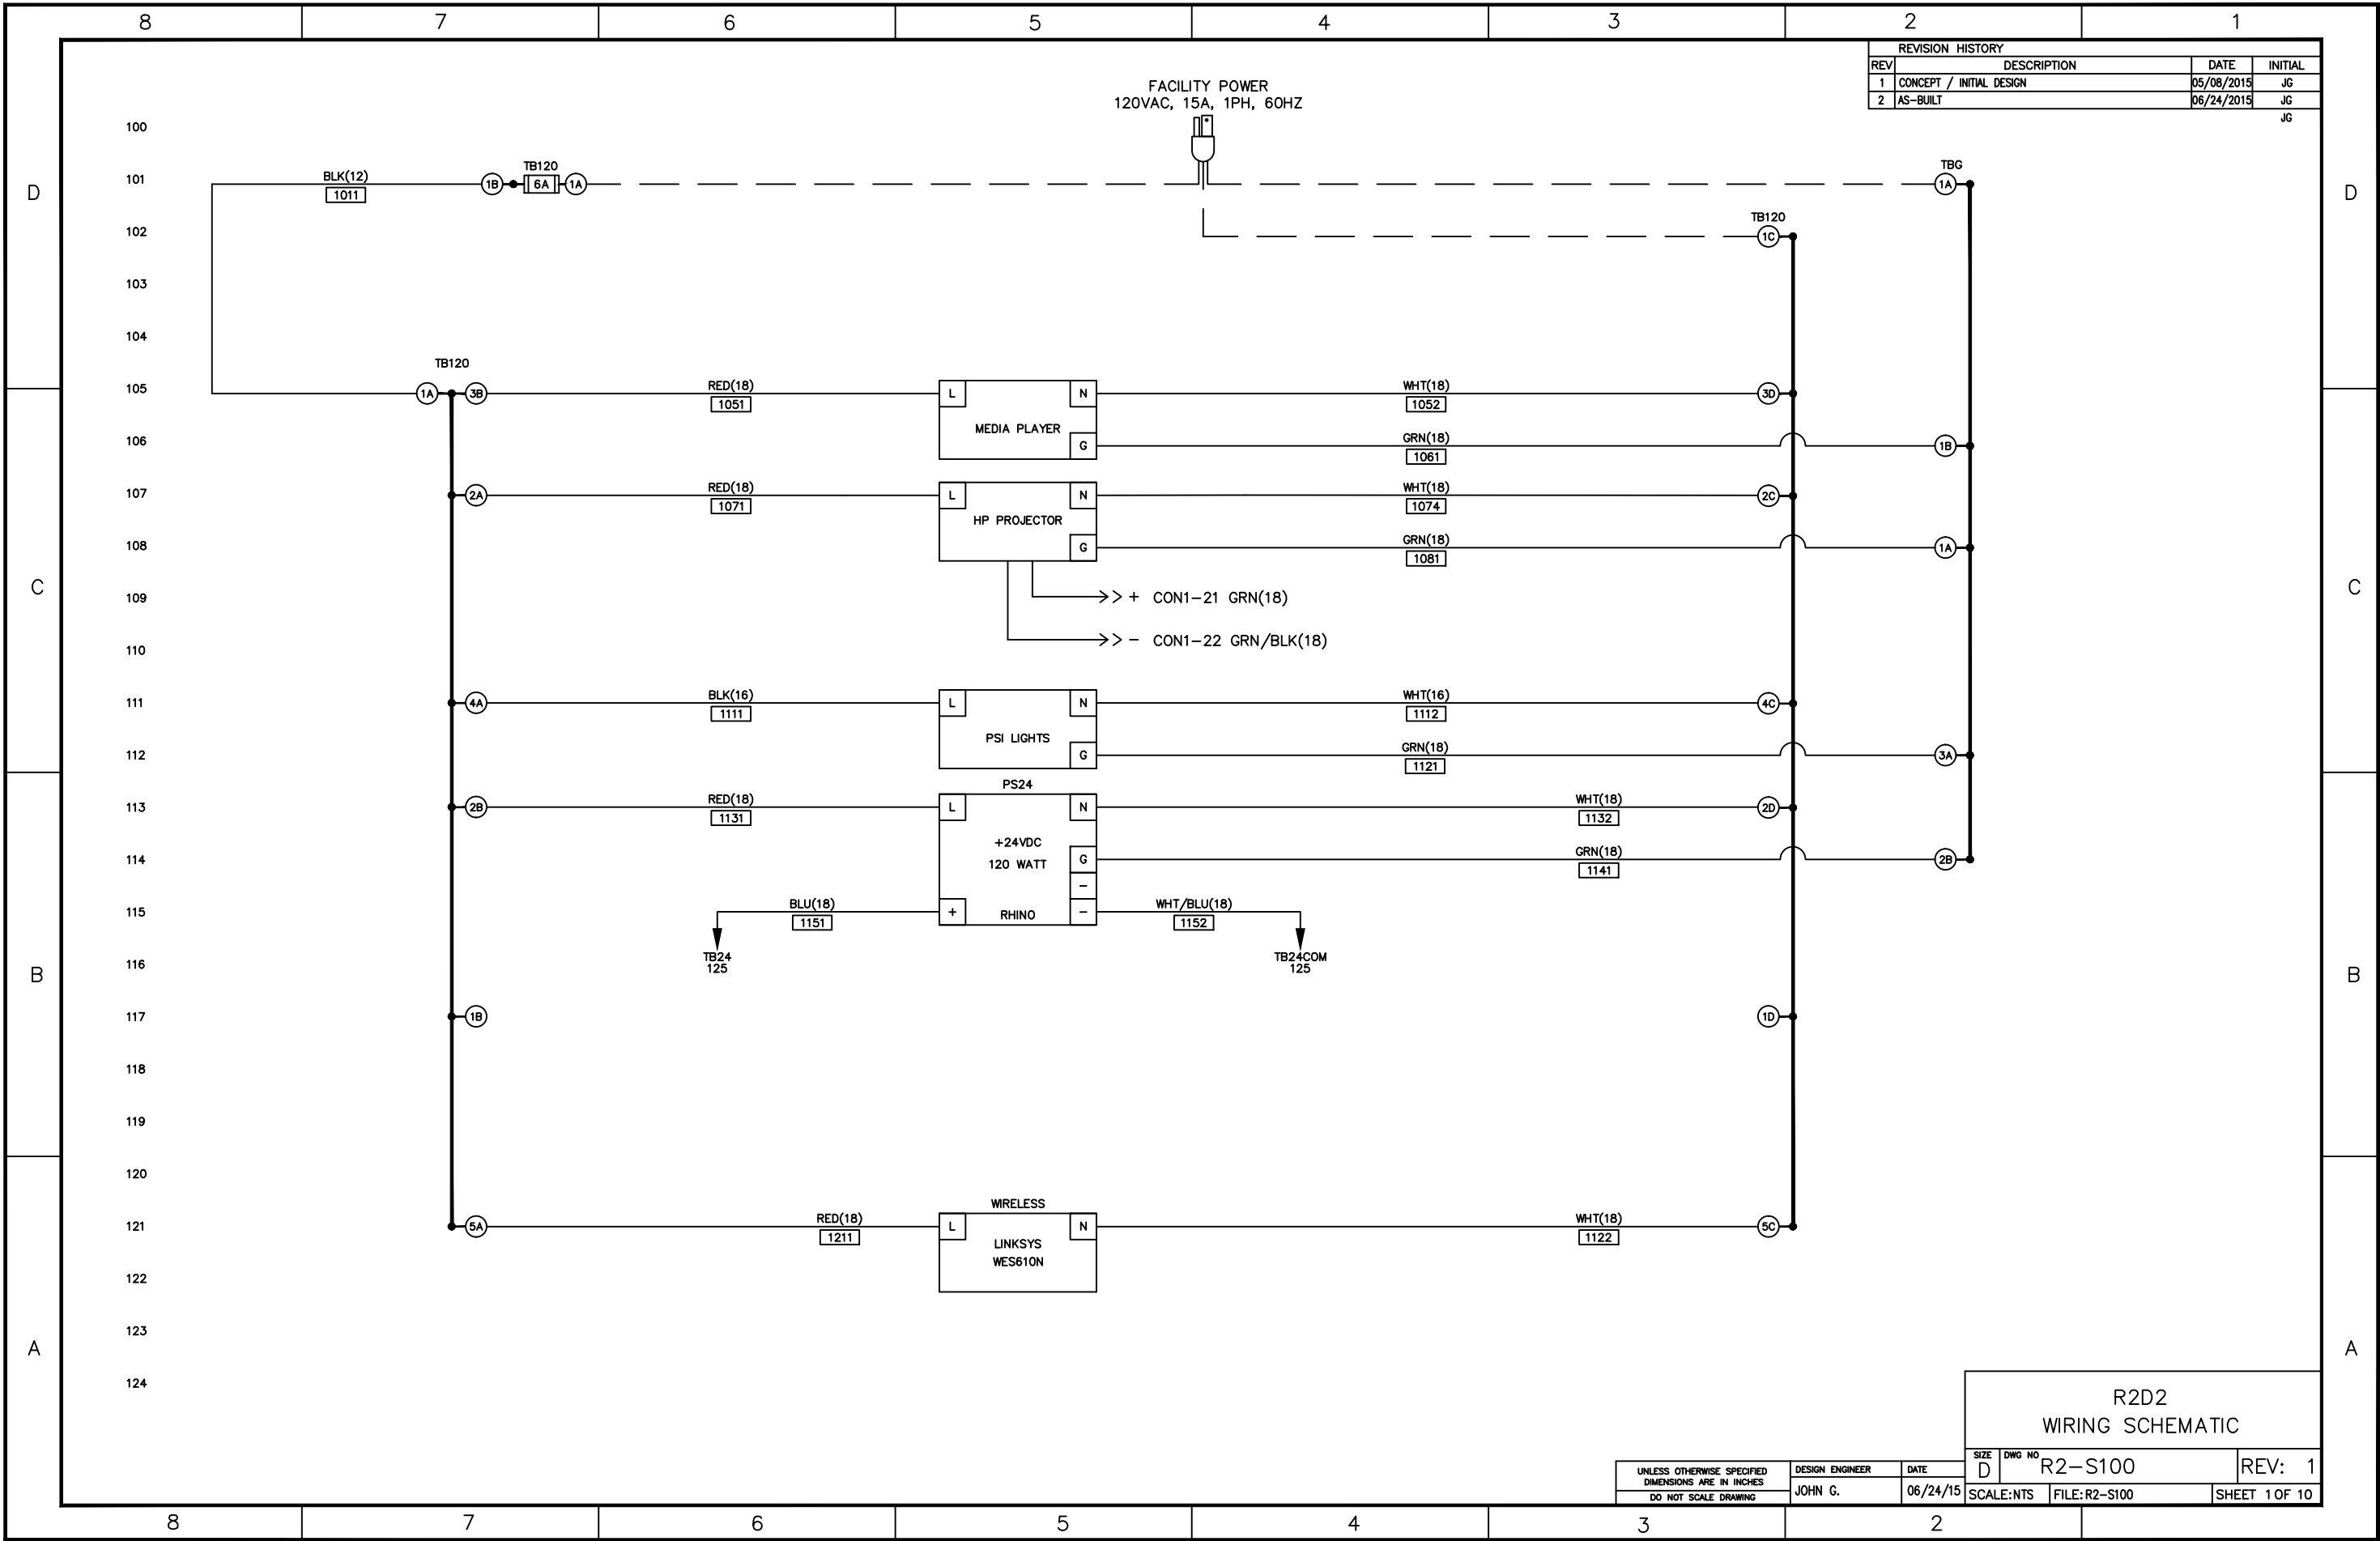 8 7 6 5 4 3 2 1
REVISION HISTORY
REV DESCRIPTION DATE INITIAL
1 CONCEPT / INITIAL DESIGN 05/08/2015 JG
2 AS-BUILT 06/24/2015 JG
JG
FACILITY POWER
120VAC, 15A, 1PH, 60HZ
100
D 101 BLK(12) 1011 1B TB120 6A 1A TBG 1A D
102 TB120 1C
103
104
TB120
105 1A 3B RED(18) 1051 L N WHT(18) 1052 3D
MEDIA PLAYER
106 G GRN(18) 1061 1B
107 2A RED(18) 1071 L N WHT(18) 1074 2C
HP PROJECTOR
108 G GRN(18) 1081 1A
C C
109 + CON1-21 GRN(18)
110 - CON1-22 GRN/BLK(18)
111 4A BLK(16) 1111 L N WHT(16) 1112 4C
PSI LIGHTS
112 G GRN(18) 1121 3A
PS24
113 2B RED(18) 1131 L N WHT(18) 1132 2D
+24VDC
114 120 WATT G GRN(18) 1141 2B
-
115 BLU(18) 1151 + RHINO - WHT/BLU(18) 1152
116 TB24 TB24COM
125 125
B B
117 1B 1D
118
119
120
WIRELESS
121 5A RED(18) 1211 L N WHT(18) 1122 5C
LINKSYS
WES610N
122
123
A A
124
R2D2
WIRING SCHEMATIC
SIZE D DWG NO R2-S100 REV: 1
UNLESS OTHERWISE SPECIFIED
DIMENSIONS ARE IN INCHES
DO NOT SCALE DRAWING
DESIGN ENGINEER DATE
JOHN G. 06/24/15
SCALE:NTS FILE:R2-S100 SHEET 1 OF 10
8 7 6 5 4 3 2